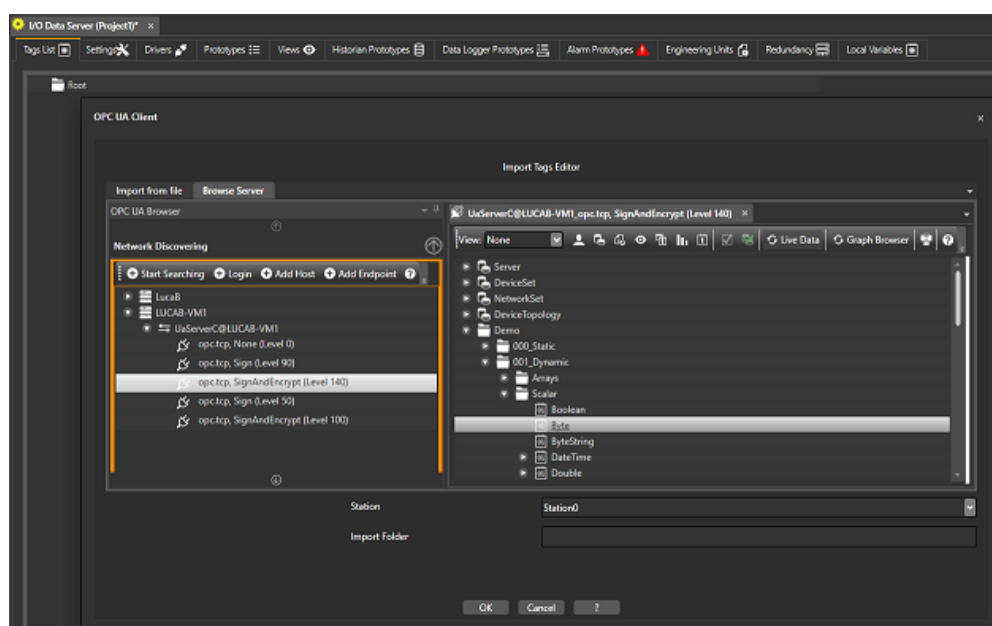 I/O Data Server (Project1)* ×
Tags List Settings Drivers Prototypes Views Historian Prototypes Data Logger Prototypes Alarm Prototypes Engineering Units Redundancy Local Variables
Root
OPC UA Client ×
Import Tags Editor
Import from file Browse Server
OPC UA Browser
Network Discovering
Start Searching Login Add Host Add Endpoint ?
LucaB
LUCAB-VM1
UaServerC@LUCAB-VM1
opc.tcp, None (Level 0)
opc.tcp, Sign (Level 90)
opc.tcp, SignAndEncrypt (Level 140)
opc.tcp, Sign (Level 50)
opc.tcp, SignAndEncrypt (Level 100)
UaServerC@LUCAB-VM1_opc.tcp, SignAndEncrypt (Level 140) ×
View: None Live Data Graph Browser ?
Server
DeviceSet
NetworkSet
DeviceTopology
Demo
000_Static
001_Dynamic
Arrays
Scalar
Boolean
Byte
ByteString
DateTime
Double
Station Station0
Import Folder
OK Cancel ?